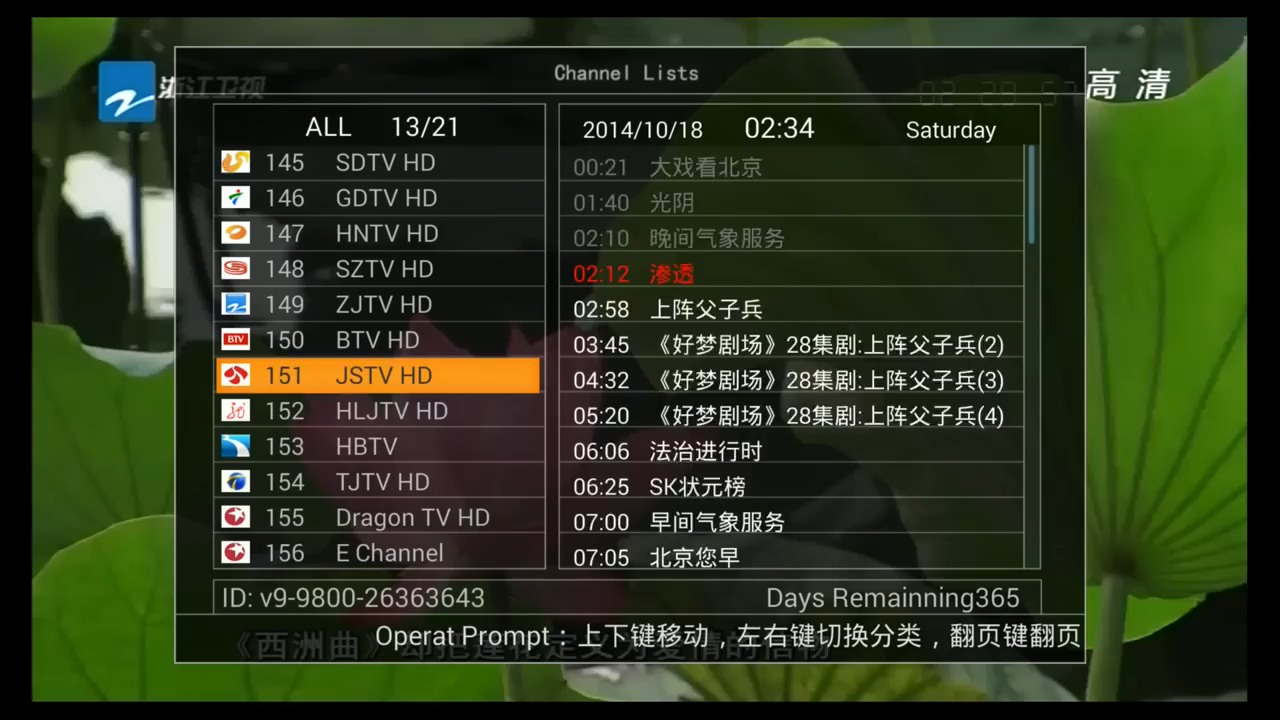 浙江卫视
高清
Channel Lists
ALL 13/21
145 SDTV HD
146 GDTV HD
147 HNTV HD
148 SZTV HD
149 ZJTV HD
BTV 150 BTV HD
151 JSTV HD
152 HLJTV HD
153 HBTV
154 TJTV HD
155 Dragon TV HD
156 E Channel
2014/10/18 02:34 Saturday
00:21 大戏看北京
01:40 光阴
02:10 晚间气象服务
02:12 渗透
02:58 上阵父子兵
03:45 《好梦剧场》28集剧:上阵父子兵(2)
04:32 《好梦剧场》28集剧:上阵父子兵(3)
05:20 《好梦剧场》28集剧:上阵父子兵(4)
06:06 法治进行时
06:25 SK状元榜
07:00 早间气象服务
07:05 北京您早
ID: v9-9800-26363643
Days Remainning365
Operat Prompt：上下键移动，左右键切换分类，翻页键翻页
《西洲曲》